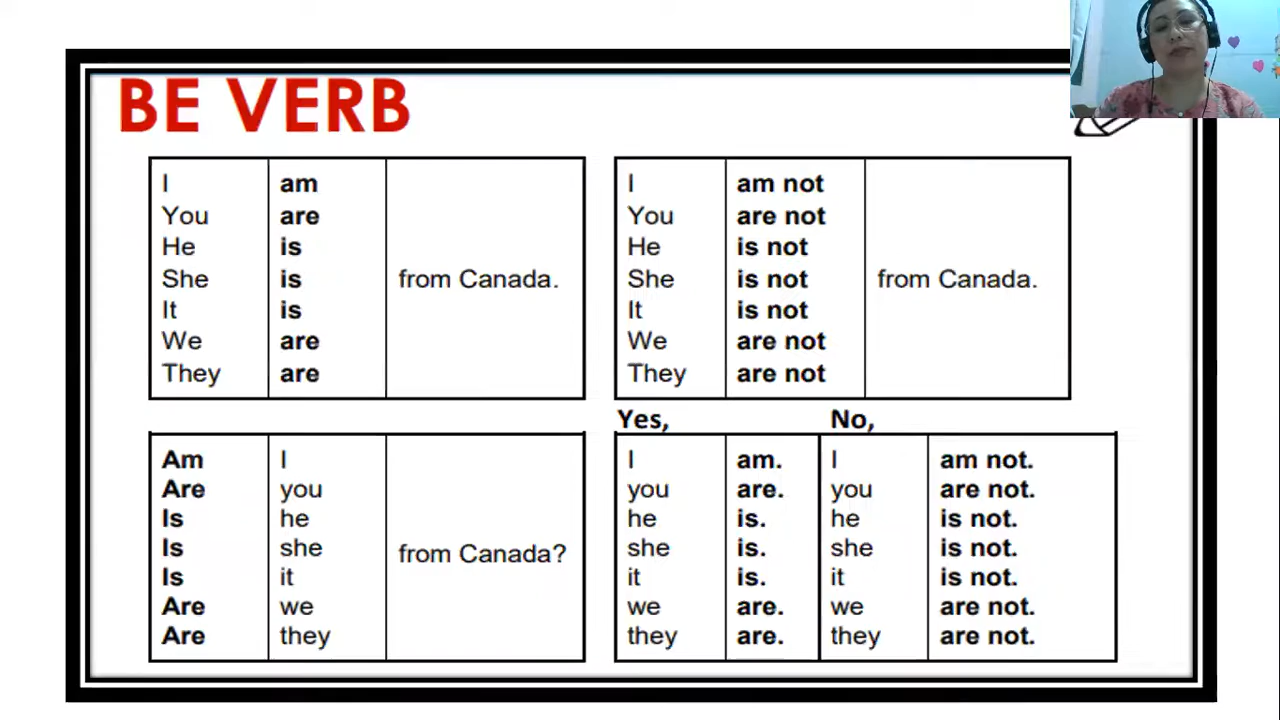 BE VERB
I am
You are
He is
She is from Canada.
It is
We are
They are
I am not
You are not
He is not
She is not from Canada.
It is not
We are not
They are not
Am I
Are you
Is he
Is she from Canada?
Is it
Are we
Are they
Yes, No,
I am. I am not.
you are. you are not.
he is. he is not.
she is. she is not.
it is. it is not.
we are. we are not.
they are. they are not.